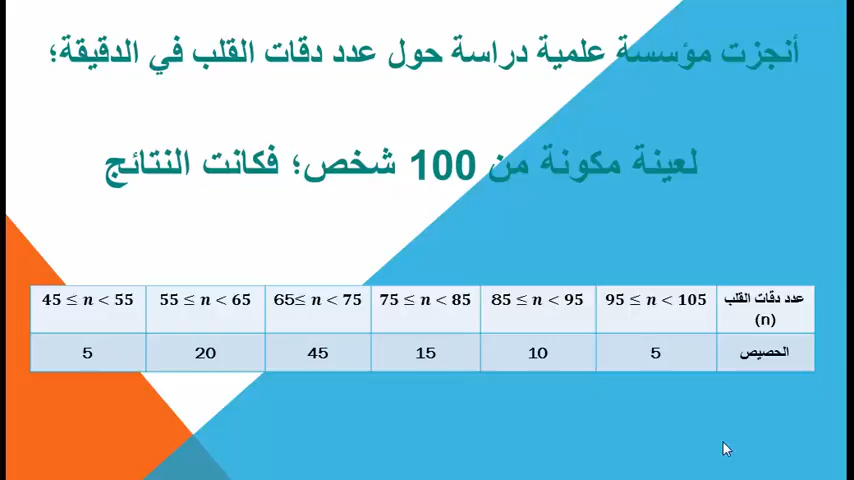 أنجزت مؤسسة علمية دراسة حول عدد دقات القلب في الدقيقة؛
لعينة مكونة من 100 شخص؛ فكانت النتائج
عدد دقات القلب (n) 95 ≤ n < 105 85 ≤ n < 95 75 ≤ n < 85 65≤ n < 75 55 ≤ n < 65 45 ≤ n < 55
الحصيص 5 10 15 45 20 5